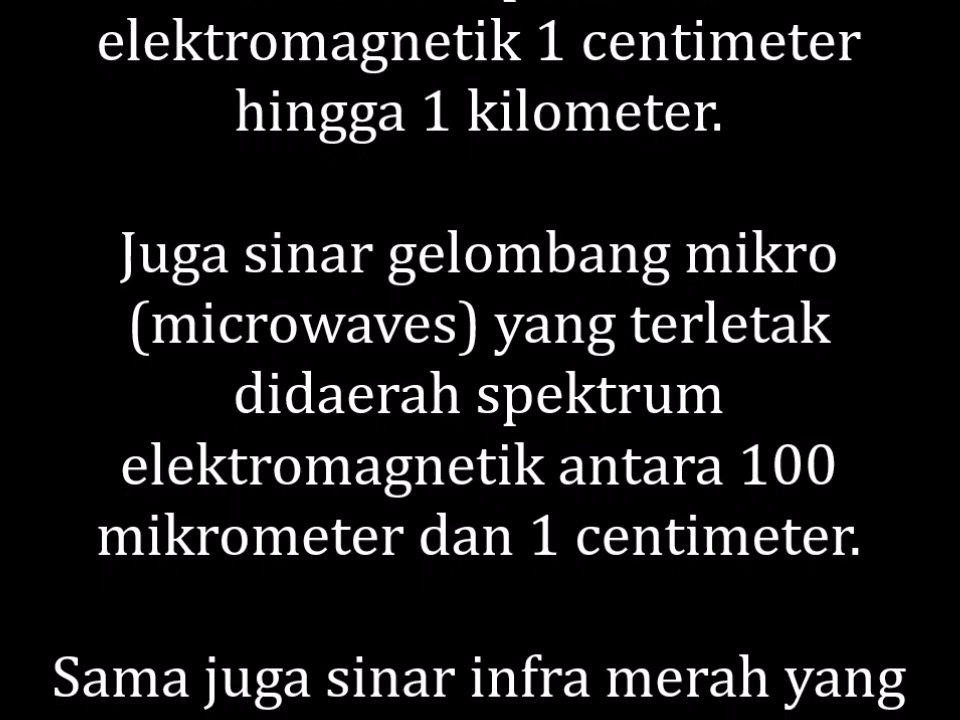 elektromagnetik 1 centimeter
hingga 1 kilometer.
Juga sinar gelombang mikro
(microwaves) yang terletak
didaerah spektrum
elektromagnetik antara 100
mikrometer dan 1 centimeter.
Sama juga sinar infra merah yang